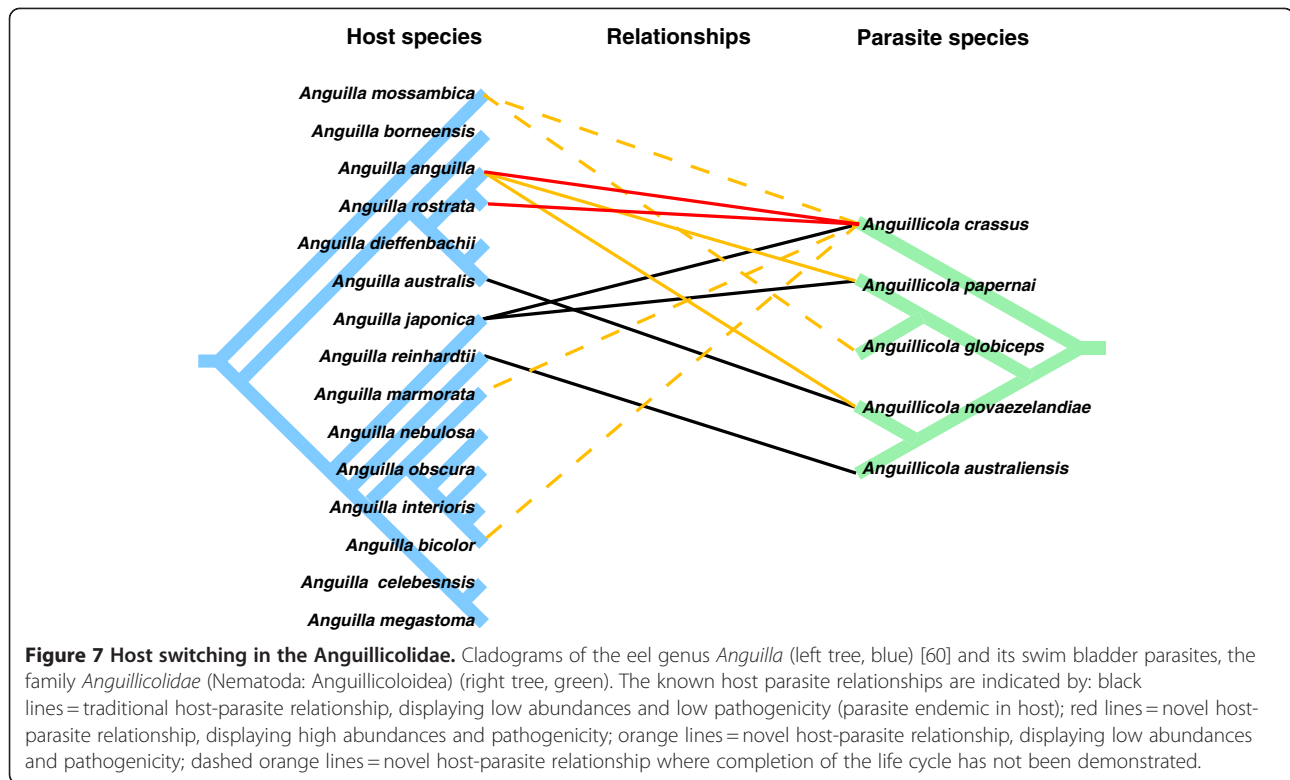 Host species Relationships Parasite species
Anguilla mossambica
Anguilla borneensis
Anguilla anguilla
Anguilla rostrata
Anguilla dieffenbachii
Anguilla australis
Anguilla japonica
Anguilla reinhardtii
Anguilla marmorata
Anguilla nebulosa
Anguilla obscura
Anguilla interioris
Anguilla bicolor
Anguilla celebesnsis
Anguilla megastoma
Anguillicola crassus
Anguillicola papernai
Anguillicola globiceps
Anguillicola novaezelandiae
Anguillicola australiensis
Figure 7 Host switching in the Anguillicolidae. Cladograms of the eel genus Anguilla (left tree, blue) [60] and its swim bladder parasites, the
family Anguillicolidae (Nematoda: Anguillicoloidea) (right tree, green). The known host parasite relationships are indicated by: black
lines = traditional host-parasite relationship, displaying low abundances and low pathogenicity (parasite endemic in host); red lines = novel host-
parasite relationship, displaying high abundances and pathogenicity; orange lines = novel host-parasite relationship, displaying low abundances
and pathogenicity; dashed orange lines = novel host-parasite relationship where completion of the life cycle has not been demonstrated.